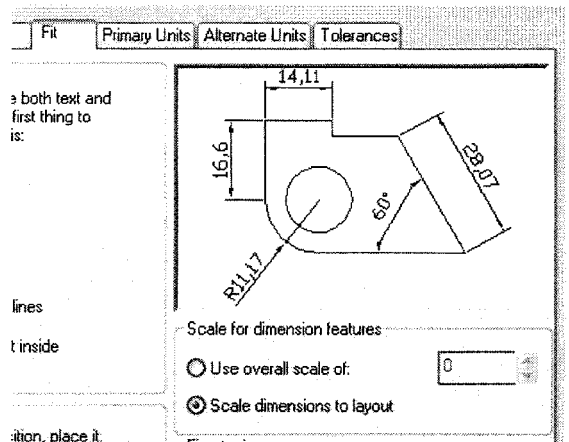 Fit Primary Units Alternate Units Tolerances
e both text and
first thing to
is:
lines
t inside
ition, place it
14,11
16,6
28,07
60°
R11,17
Scale for dimension features
Use overall scale of:
0
Scale dimensions to layout